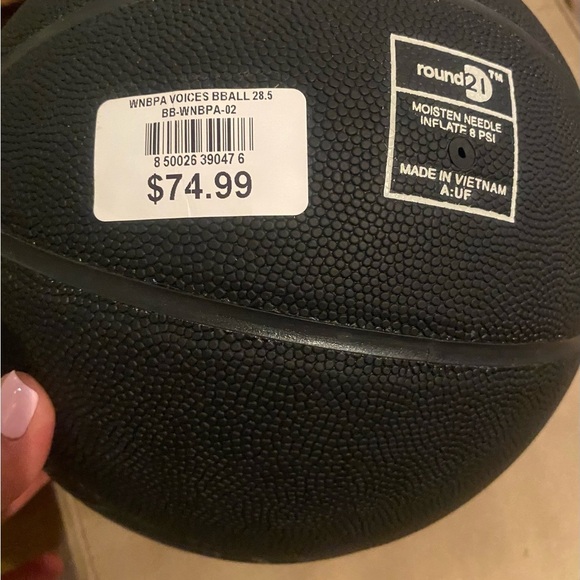 WNBPA VOICES BBALL 28.5
BB-WNBPA-02
8 50026 39047 6
$74.99
round21™
MOISTEN NEEDLE
INFLATE 8 PSI
MADE IN VIETNAM
A:UF